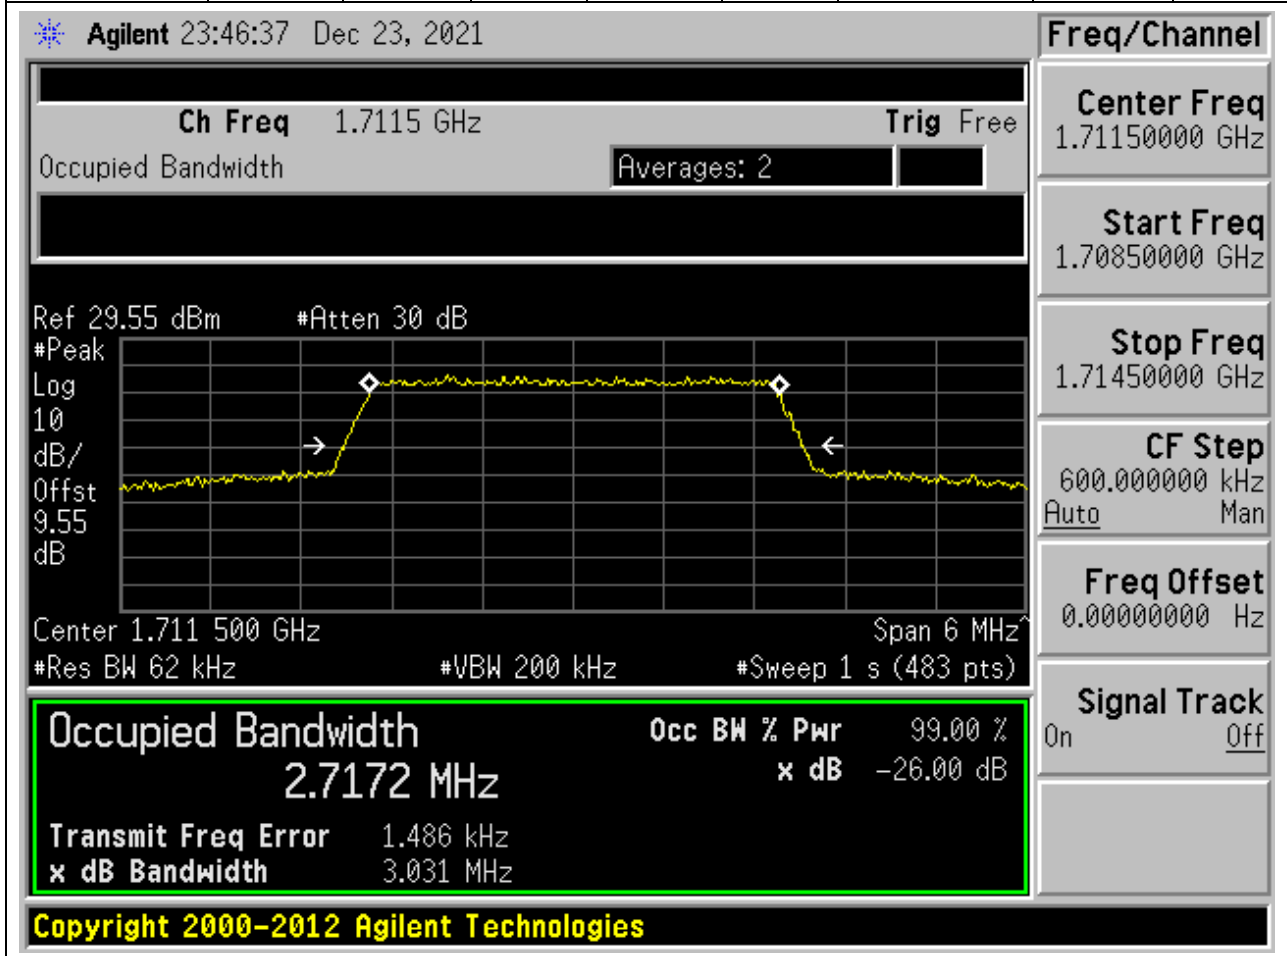 Agilent 23:46:37 Dec 23, 2021
Freq/Channel
Ch Freq 1.7115 GHz Trig Free
Occupied Bandwidth Averages: 2
Center Freq
1.71150000 GHz
Start Freq
1.70850000 GHz
Stop Freq
1.71450000 GHz
CF Step
600.000000 kHz
Auto Man
Freq Offset
0.00000000 Hz
Signal Track
On Off
Ref 29.55 dBm #Atten 30 dB
#Peak
Log
10
dB/
Offst
9.55
dB
Center 1.711 500 GHz Span 6 MHz^
#Res BW 62 kHz #VBW 200 kHz #Sweep 1 s (483 pts)
Occupied Bandwidth
2.7172 MHz
Occ BW % Pwr 99.00 %
x dB -26.00 dB
Transmit Freq Error 1.486 kHz
x dB Bandwidth 3.031 MHz
Copyright 2000-2012 Agilent Technologies